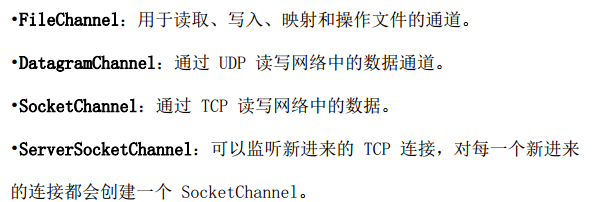 •FileChannel：用于读取、写入、映射和操作文件的通道。
•DatagramChannel：通过 UDP 读写网络中的数据通道。
•SocketChannel：通过 TCP 读写网络中的数据。
•ServerSocketChannel：可以监听新进来的 TCP 连接，对每一个新进来
的连接都会创建一个 SocketChannel。